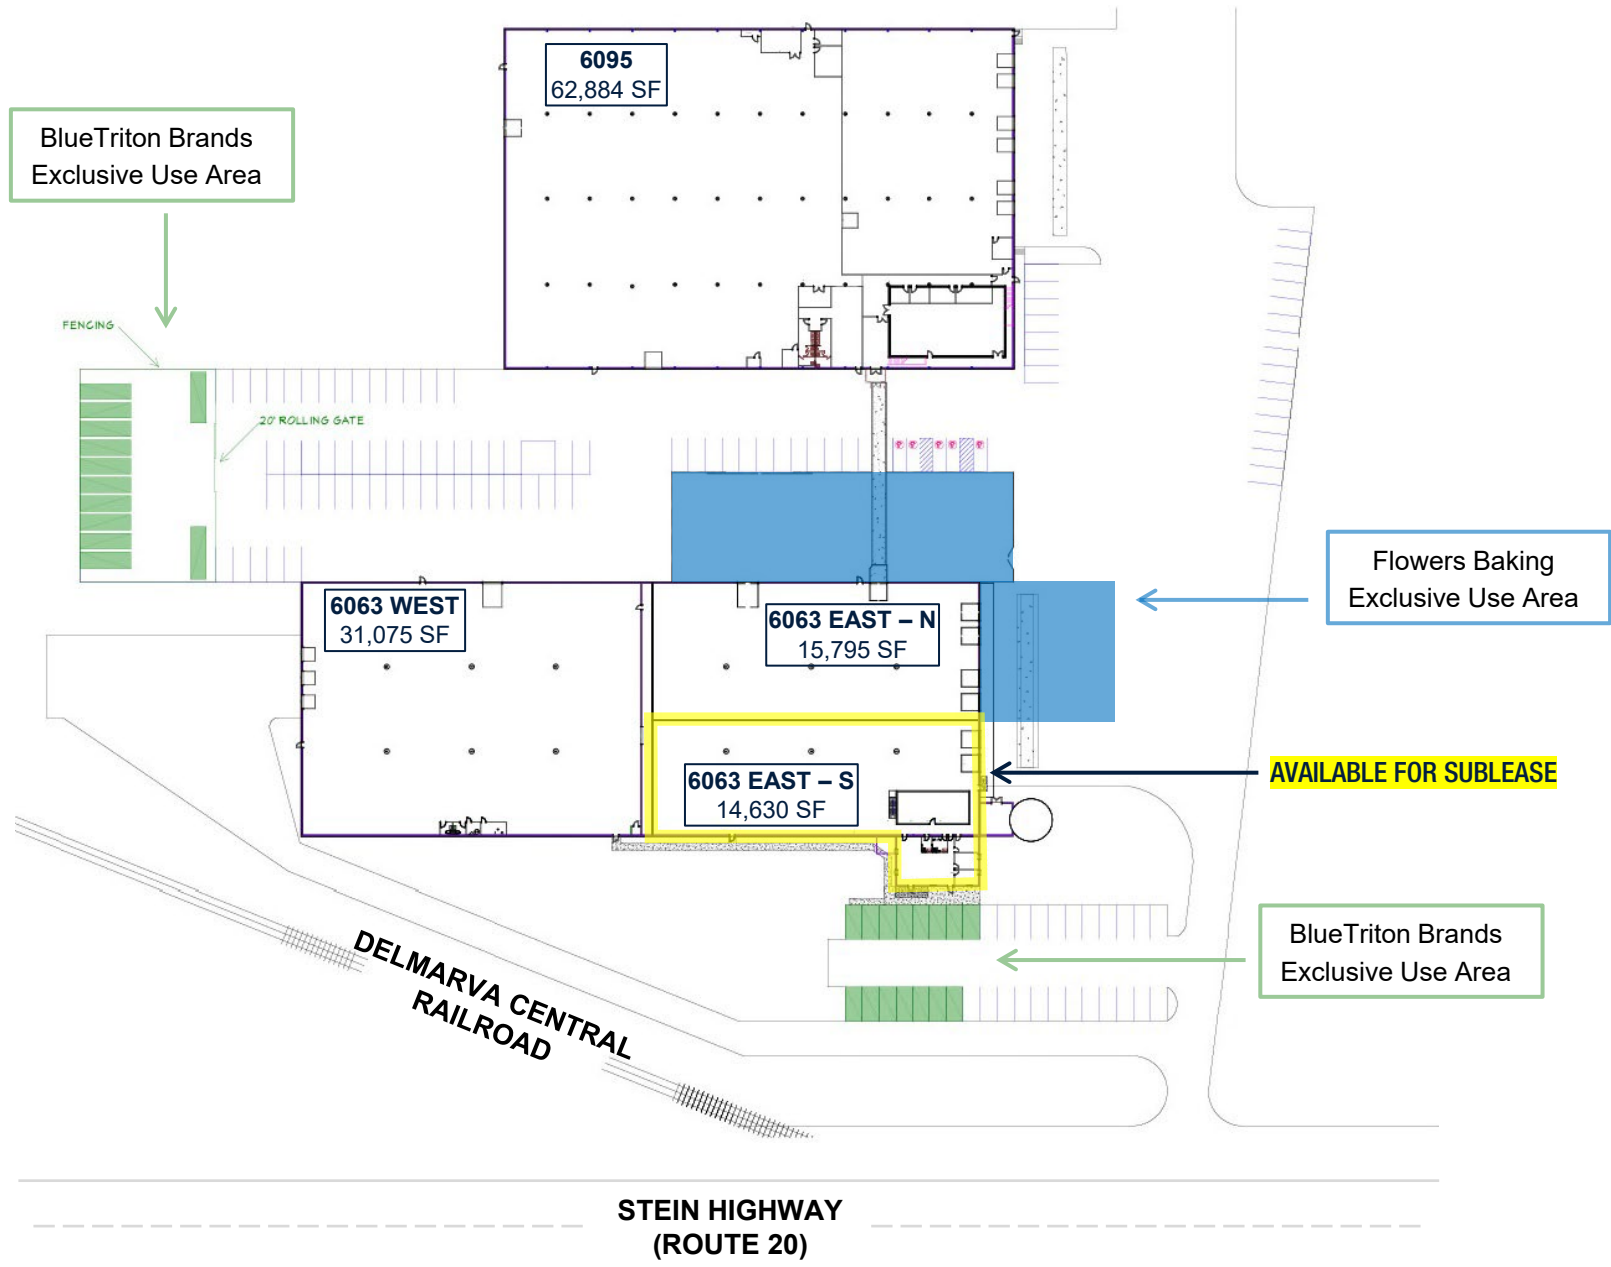 6095
62,884 SF
BlueTriton Brands
Exclusive Use Area
FENCING
20' ROLLING GATE
Flowers Baking
Exclusive Use Area
6063 WEST
31,075 SF
6063 EAST – N
15,795 SF
6063 EAST – S
14,630 SF
AVAILABLE FOR SUBLEASE
BlueTriton Brands
Exclusive Use Area
DELMARVA CENTRAL
RAILROAD
STEIN HIGHWAY
(ROUTE 20)